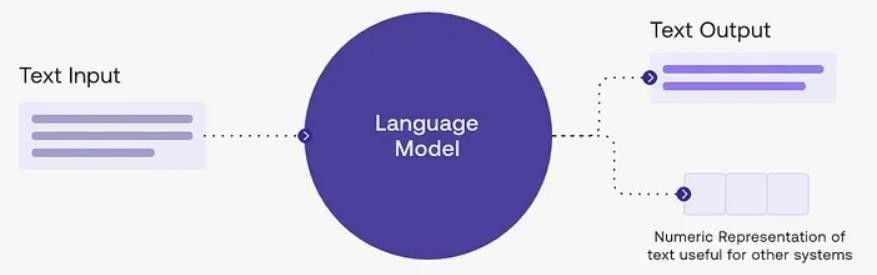 Text Input
Language
Model
Text Output
Numeric Representation of
text useful for other systems